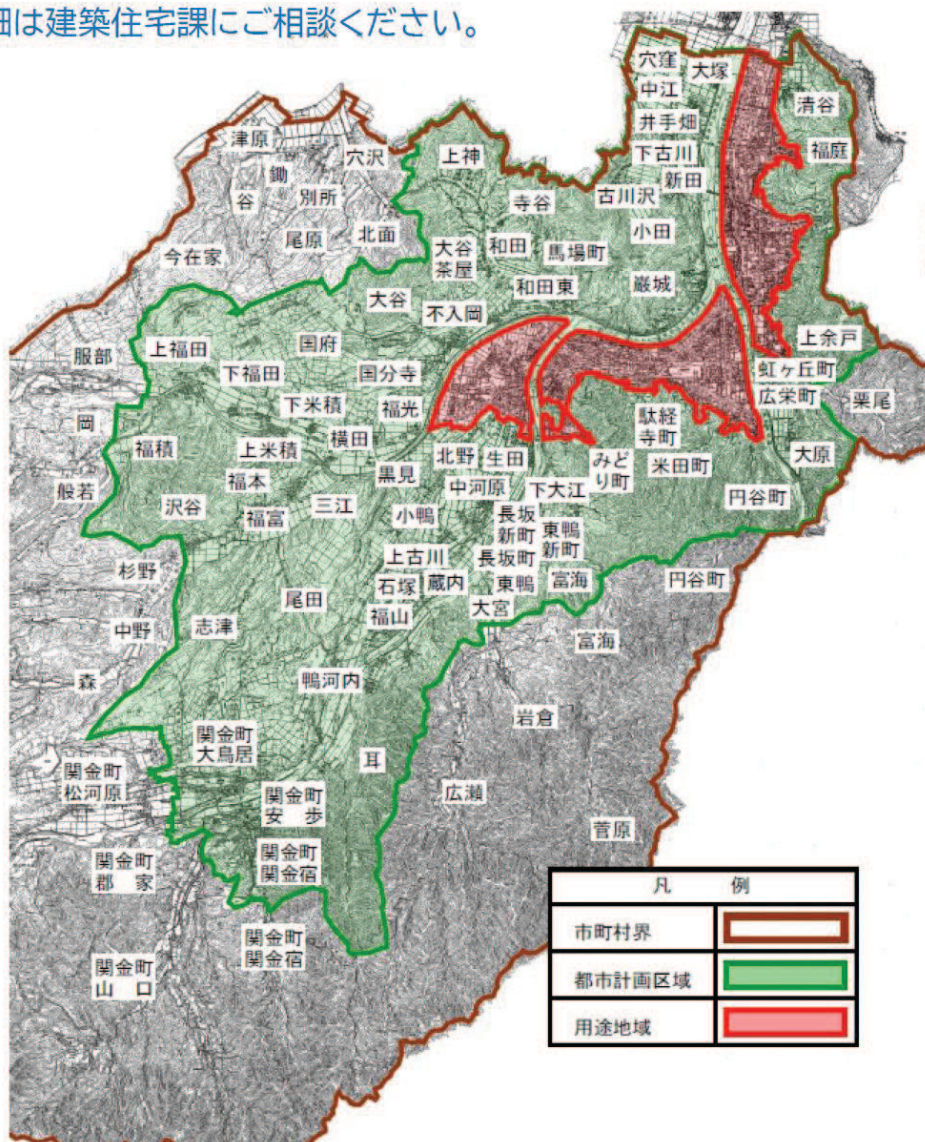 細は建築住宅課にご相談ください。
穴窪
大塚
中江
清谷
井手畑
津原
穴沢
上神
下古川
福庭
鋤
新田
谷
別所
寺谷
古川沢
尾原
北面
小田
大谷
茶屋
和田
馬場町
今在家
巌城
和田東
大谷
不入岡
服部
上福田
国府
上余戸
下福田
国分寺
虹ヶ丘町
下米積
福光
広栄町
栗尾
岡
駄経
寺町
横田
福積
上米積
北野
生田
みど
り町
米田町
大原
黒見
般若
福本
中河原
下大江
円谷町
沢谷
三江
福富
小鴨
長坂
新町
東鴨
新町
上古川
長坂町
杉野
石塚
蔵内
東鴨
富海
円谷町
尾田
福山
大宮
中野
志津
富海
森
鴨河内
岩倉
関金町
大鳥居
耳
関金町
松河原
関金町
安 歩
広瀬
菅原
関金町
郡 家
関金町
関金宿
関金町
関金宿
関金町
山 口
凡 例
市町村界
都市計画区域
用途地域